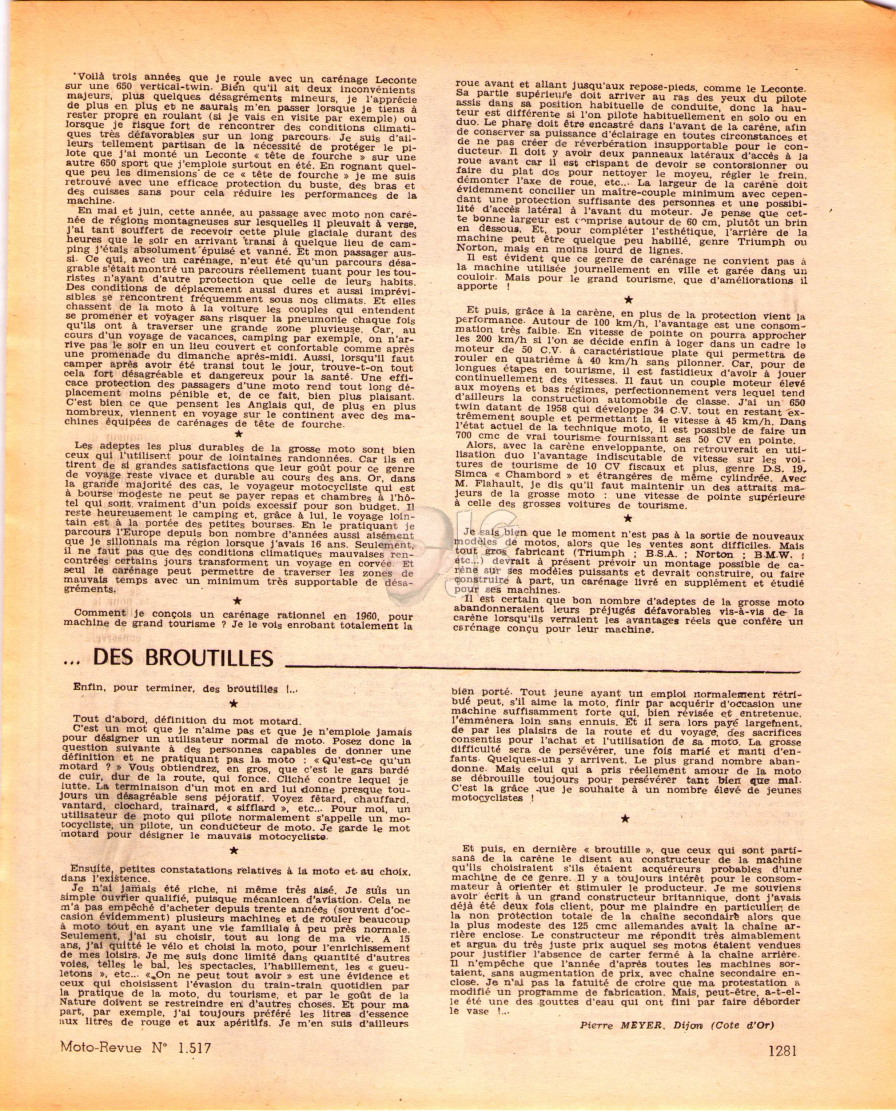 Voilà trois années que je roule avec un carénage Leconte
sur une 650 vertical-twin. Bien qu'il ait deux inconvénients
majeurs, plus quelques désagréments mineurs, je l'apprécie
de plus en plus et ne saurais m'en passer lorsque je tiens à
rester propre en roulant (si je vais en visite par exemple) ou
lorsque je risque fort de rencontrer des conditions climati-
ques très défavorables sur un long parcours. Je suis d'ail-
leurs tellement partisan de la nécessité de protéger le pi-
lote que j'ai monté un Leconte « tête de fourche » sur une
autre 650 sport que j'emploie surtout en été. En rognant quel-
que peu les dimensions de ce « tête de fourche » je me suis
retrouvé avec une efficace protection du buste, des bras et
des cuisses sans pour cela réduire les performances de la
machine.
En mai et juin, cette année, au passage avec moto non caré-
née de régions montagneuses sur lesquelles il pleuvait à verse,
j'ai tant souffert de recevoir cette pluie glaciale durant des
heures que le soir en arrivant transi à quelque lieu de cam-
ping j'étais absolument épuisé et vanné. Et mon passager aus-
si. Ce qui, avec un carénage, n'eut été qu'un parcours désa-
grable s'était montré un parcours réellement tuant pour les tou-
ristes n'ayant d'autre protection que celle de leurs habits.
Des conditions de déplacement aussi dures et aussi imprévi-
sibles se rencontrent fréquemment sous nos climats. Et elles
chassent de la moto à la voiture les couples qui entendent
se promener et voyager sans risquer la pneumonie chaque fois
qu'ils ont à traverser une grande zone pluvieuse. Car, au
cours d'un voyage de vacances, camping par exemple, on n'ar-
rive pas le soir en un lieu couvert et confortable comme après
une promenade du dimanche après-midi. Aussi, lorsqu'il faut
camper après avoir été transi tout le jour, trouve-t-on tout
cela fort désagréable et dangereux pour la santé. Une effi-
cace protection des passagers d'une moto rend tout long dé-
placement moins pénible et, de ce fait, bien plus plaisant.
C'est bien ce que pensent les Anglais qui, de plus en plus
nombreux, viennent en voyage sur le continent avec des ma-
chines équipées de carénages de tête de fourche.
★
Les adeptes les plus durables de la grosse moto sont bien
ceux qui l'utilisent pour de lointaines randonnées. Car ils en
tirent de si grandes satisfactions que leur goût pour ce genre
de voyage reste vivace et durable au cours des ans. Or, dans
la grande majorité des cas, le voyageur motocycliste qui est
à bourse modeste ne peut se payer repas et chambres à l'hô-
tel qui sont vraiment d'un poids excessif pour son budget. Il
reste heureusement le camping et, grâce à lui, le voyage loin-
tain est à la portée des petites bourses. En le pratiquant je
parcours l'Europe depuis bon nombre d'années aussi aisément
que je sillonnais ma région lorsque j'avais 16 ans. Seulement,
il ne faut pas que des conditions climatiques mauvaises ren-
contrées certains jours transforment un voyage en corvée. Et
seul le carénage peut permettre de traverser les zones de
mauvais temps avec un minimum très supportable de désa-
gréments.
★
Comment je conçois un carénage rationnel en 1960, pour
machine de grand tourisme ? Je le vois enrobant totalement la
roue avant et allant jusqu'aux repose-pieds, comme le Leconte.
Sa partie supérieure doit arriver au ras des yeux du pilote
assis dans sa position habituelle de conduite, donc la hau-
teur est différente si l'on pilote habituellement en solo ou en
duo. Le phare doit être encastré dans l'avant de la carène, afin
de conserver sa puissance d'éclairage en toutes circonstances et
de ne pas créer de réverbération insupportable pour le con-
ducteur. Il doit y avoir deux panneaux latéraux d'accès à la
roue avant car il est crispant de devoir se contorsionner ou
faire du plat dos pour nettoyer le moyeu, régler le frein,
démonter l'axe de roue, etc... La largeur de la carène doit
évidemment concilier un maître-couple minimum avec cepen-
dant une protection suffisante des personnes et une possibi-
lité d'accès latéral à l'avant du moteur. Je pense que cet-
te bonne largeur est comprise autour de 60 cm, plutôt un brin
en dessous. Et, pour compléter l'esthétique, l'arrière de la
machine peut être quelque peu habillé, genre Triumph ou
Norton, mais en moins lourd de lignes.
Il est évident que ce genre de carénage ne convient pas à
la machine utilisée journellement en ville et garée dans un
couloir. Mais pour le grand tourisme, que d'améliorations il
apporte !
★
Et puis, grâce à la carène, en plus de la protection vient la
performance. Autour de 100 km/h, l'avantage est une consom-
mation très faible. En vitesse de pointe on pourra approcher
les 200 km/h si l'on se décide enfin à loger dans un cadre la
moteur de 50 C.V. à caractéristique plate qui permettra de
rouler en quatrième à 40 km/h sans pilonner. Car, pour de
longues étapes en tourisme, il est fastidieux d'avoir à jouer
continuellement des vitesses. Il faut un couple moteur élevé
aux moyens et bas régimes, perfectionnement vers lequel tend
d'ailleurs la construction automobile de classe. J'ai un 650
twin datant de 1958 qui développe 34 C.V. tout en restant ex-
trêmement souple et permettant la 4e vitesse à 45 km/h. Dans
l'état actuel de la technique moto, il est possible de faire un
700 cmc de vrai tourisme fournissant ses 50 CV en pointe.
Alors, avec la carène enveloppante, on retrouverait en uti-
lisation duo l'avantage indiscutable de vitesse sur les voi-
tures de tourisme de 10 CV fiscaux et plus, genre D.S. 19,
Simca « Chambord » et étrangères de même cylindrée. Avec
M. Flahault, je dis qu'il faut maintenir un des attraits ma-
jeurs de la grosse moto : une vitesse de pointe supérieure
à celle des grosses voitures de tourisme.
★
Je sais bien que le moment n'est pas à la sortie de nouveaux
modèles de motos, alors que les ventes sont difficiles. Mais
tout gros fabricant (Triumph ; B.S.A. ; Norton ; B.M.W. ;
etc...) devrait à présent prévoir un montage possible de ca-
rène sur ses modèles puissants et devrait construire, ou faire
construire à part, un carénage livré en supplément et étudié
pour ses machines.
Il est certain que bon nombre d'adeptes de la grosse moto
abandonneraient leurs préjugés défavorables vis-à-vis de la
carène lorsqu'ils verraient les avantages réels que confère un
carénage conçu pour leur machine.
... DES BROUTILLES
Enfin, pour terminer, des broutilles !...
★
Tout d'abord, définition du mot motard.
C'est un mot que je n'aime pas et que je n'emploie jamais
pour désigner un utilisateur normal de moto. Posez donc la
question suivante à des personnes capables de donner une
définition et ne pratiquant pas la moto : « Qu'est-ce qu'un
motard ? » Vous obtiendrez, en gros, que c'est le gars bardé
de cuir, dur de la route, qui fonce. Cliché contre lequel je
lutte. La terminaison d'un mot en ard lui donne presque tou-
jours un désagréable sens péjoratif. Voyez fêtard, chauffard,
vantard, clochard, traînard, « sifflard », etc... Pour moi, un
utilisateur de moto qui pilote normalement s'appelle un mo-
tocycliste, un pilote, un conducteur de moto. Je garde le mot
motard pour désigner le mauvais motocycliste.
★
Ensuite, petites constatations relatives à la moto et au choix,
dans l'existence.
Je n'ai jamais été riche, ni même très aisé. Je suis un
simple ouvrier qualifié, puisque mécanicen d'aviation. Cela ne
m'a pas empêché d'acheter depuis trente années (souvent d'oc-
casion évidemment) plusieurs machines et de rouler beaucoup
à moto tout en ayant une vie familiale à peu près normale.
Seulement, j'ai su choisir, tout au long de ma vie. A 15
ans, j'ai quitté le vélo et choisi la moto, pour l'enrichissement
de mes loisirs. Je me suis donc limité dans quantité d'autres
voies, telles le bal, les spectacles, l'habillement, les « gueu-
letons », etc... « On ne peut tout avoir » est une évidence et
ceux qui choisissent l'évasion du train-train quotidien par
la pratique de la moto, du tourisme, et par le goût de la
Nature doivent se restreindre en d'autres choses. Et pour ma
part, par exemple, j'ai toujours préféré les litres d'essence
aux litres de rouge et aux apéritifs. Je m'en suis d'ailleurs
bien porté. Tout jeune ayant un emploi normalement rétri-
bué peut, s'il aime la moto, finir par acquérir d'occasion une
machine suffisamment forte qui, bien révisée et entretenue,
l'emmènera loin sans ennuis. Et il sera lors payé largement,
de par les plaisirs de la route et du voyage, des sacrifices
consentis pour l'achat et l'utilisation de sa moto. La grosse
difficulté sera de persévérer, une fois marié et nanti d'en-
fants. Quelques-uns y arrivent. Le plus grand nombre aban-
donne. Mais celui qui a pris réellement amour de la moto
se débrouille toujours pour persévérer tant bien que mal.
C'est la grâce que je souhaite à un nombre élevé de jeunes
motocyclistes !
★
Et puis, en dernière « broutille », que ceux qui sont parti-
sans de la carène le disent au constructeur de la machine
qu'ils choisiraient s'ils étaient acquéreurs probables d'une
machine de ce genre. Il y a toujours intérêt pour le consom-
mateur à orienter et stimuler le producteur. Je me souviens
avoir écrit à un grand constructeur britannique, dont j'avais
déjà été deux fois client, pour me plaindre en particulier de
la non protection totale de la chaîne secondaire alors que
la plus modeste des 125 cmc allemandes avait la chaîne ar-
rière enclose. Le constructeur me répondit très aimablement
et argua du très juste prix auquel ses motos étaient vendues
pour justifier l'absence de carter fermé à la chaîne arrière.
Il n'empêche que l'année d'après toutes les machines sor-
taient, sans augmentation de prix, avec chaîne secondaire en-
close. Je n'ai pas la fatuité de croire que ma protestation a
modifié un programme de fabrication. Mais, peut-être, a-t-el-
le été une des gouttes d'eau qui ont fini par faire déborder
le vase !...
Pierre MEYER, Dijon (Cote d'Or)
Moto-Revue N° 1.517
1281